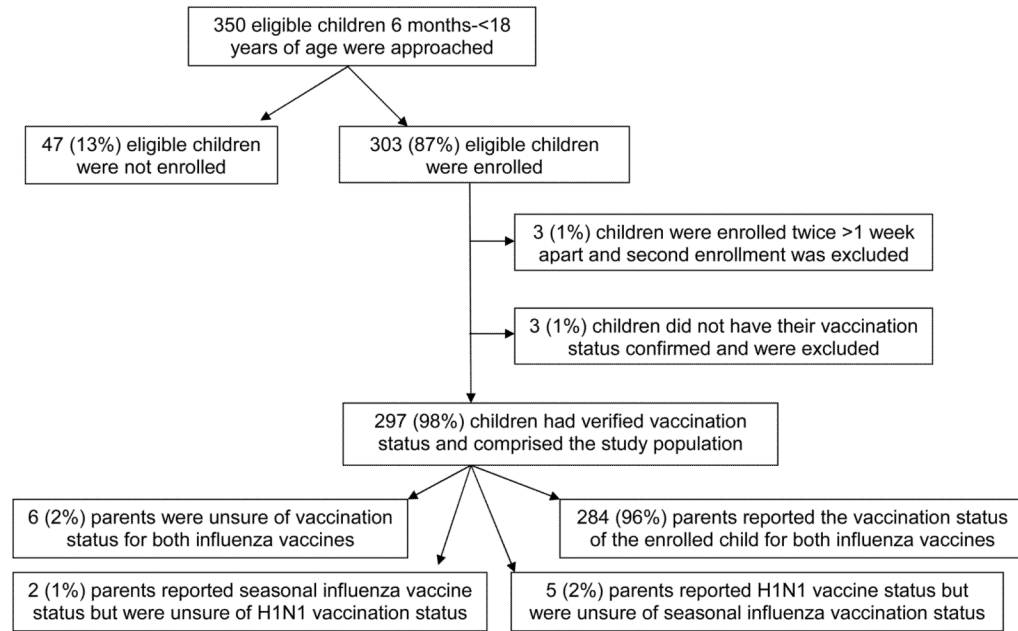 350 eligible children 6 months-<18
years of age were approached
47 (13%) eligible children
were not enrolled
303 (87%) eligible children
were enrolled
3 (1%) children were enrolled twice >1 week
apart and second enrollment was excluded
3 (1%) children did not have their vaccination
status confirmed and were excluded
297 (98%) children had verified vaccination
status and comprised the study population
6 (2%) parents were unsure of vaccination
status for both influenza vaccines
284 (96%) parents reported the vaccination status
of the enrolled child for both influenza vaccines
2 (1%) parents reported seasonal influenza vaccine
status but were unsure of H1N1 vaccination status
5 (2%) parents reported H1N1 vaccine status but
were unsure of seasonal influenza vaccination status